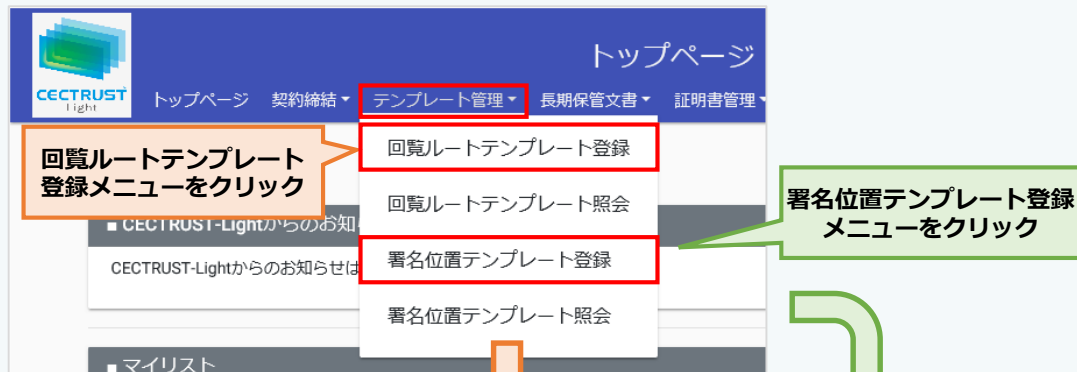 トップページ
CECTRUST
Light
トップページ 契約締結▼ テンプレート管理▼ 長期保管文書▼ 証明書管理▼
回覧ルートテンプレート
登録メニューをクリック
回覧ルートテンプレート登録
回覧ルートテンプレート照会
署名位置テンプレート登録
署名位置テンプレート照会
署名位置テンプレート登録
メニューをクリック
■ CECTRUST-Lightからのお知
CECTRUST-Lightからのお知らせは
■ マイリスト